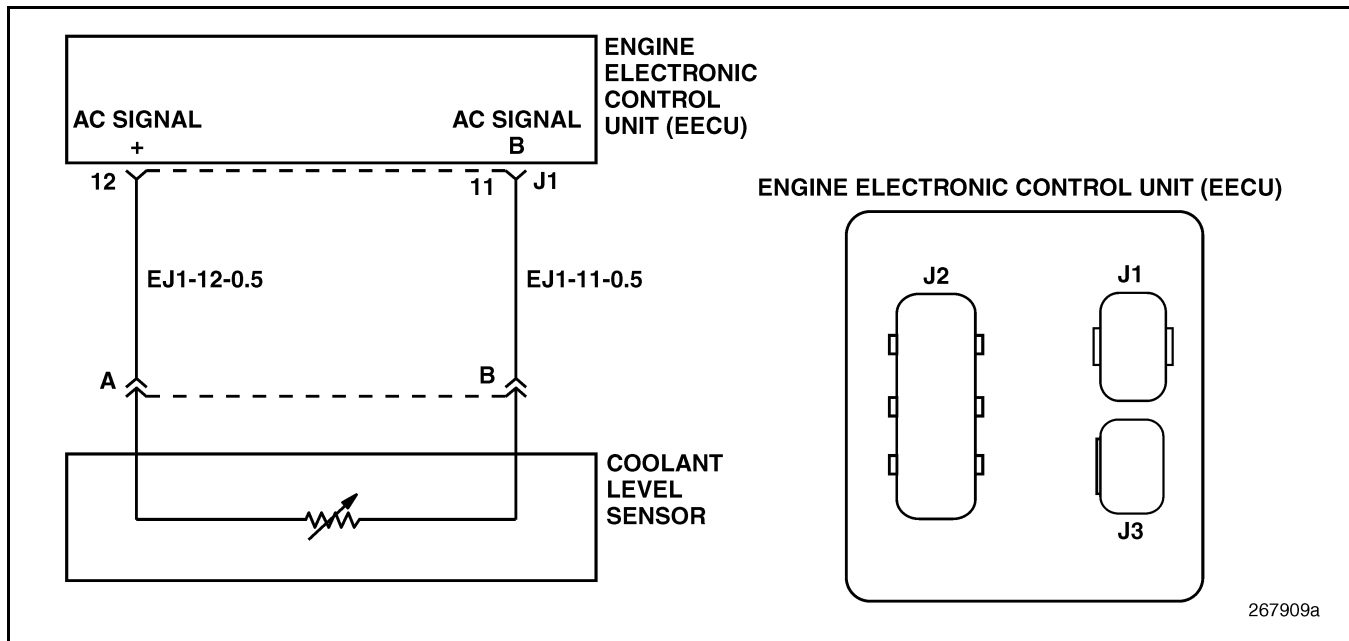 ENGINE
ELECTRONIC
CONTROL
UNIT (EECU)
AC SIGNAL
+
AC SIGNAL
B
12
11
J1
EJ1-12-0.5
EJ1-11-0.5
A
B
COOLANT
LEVEL
SENSOR
ENGINE ELECTRONIC CONTROL UNIT (EECU)
J2
J1
J3
267909a